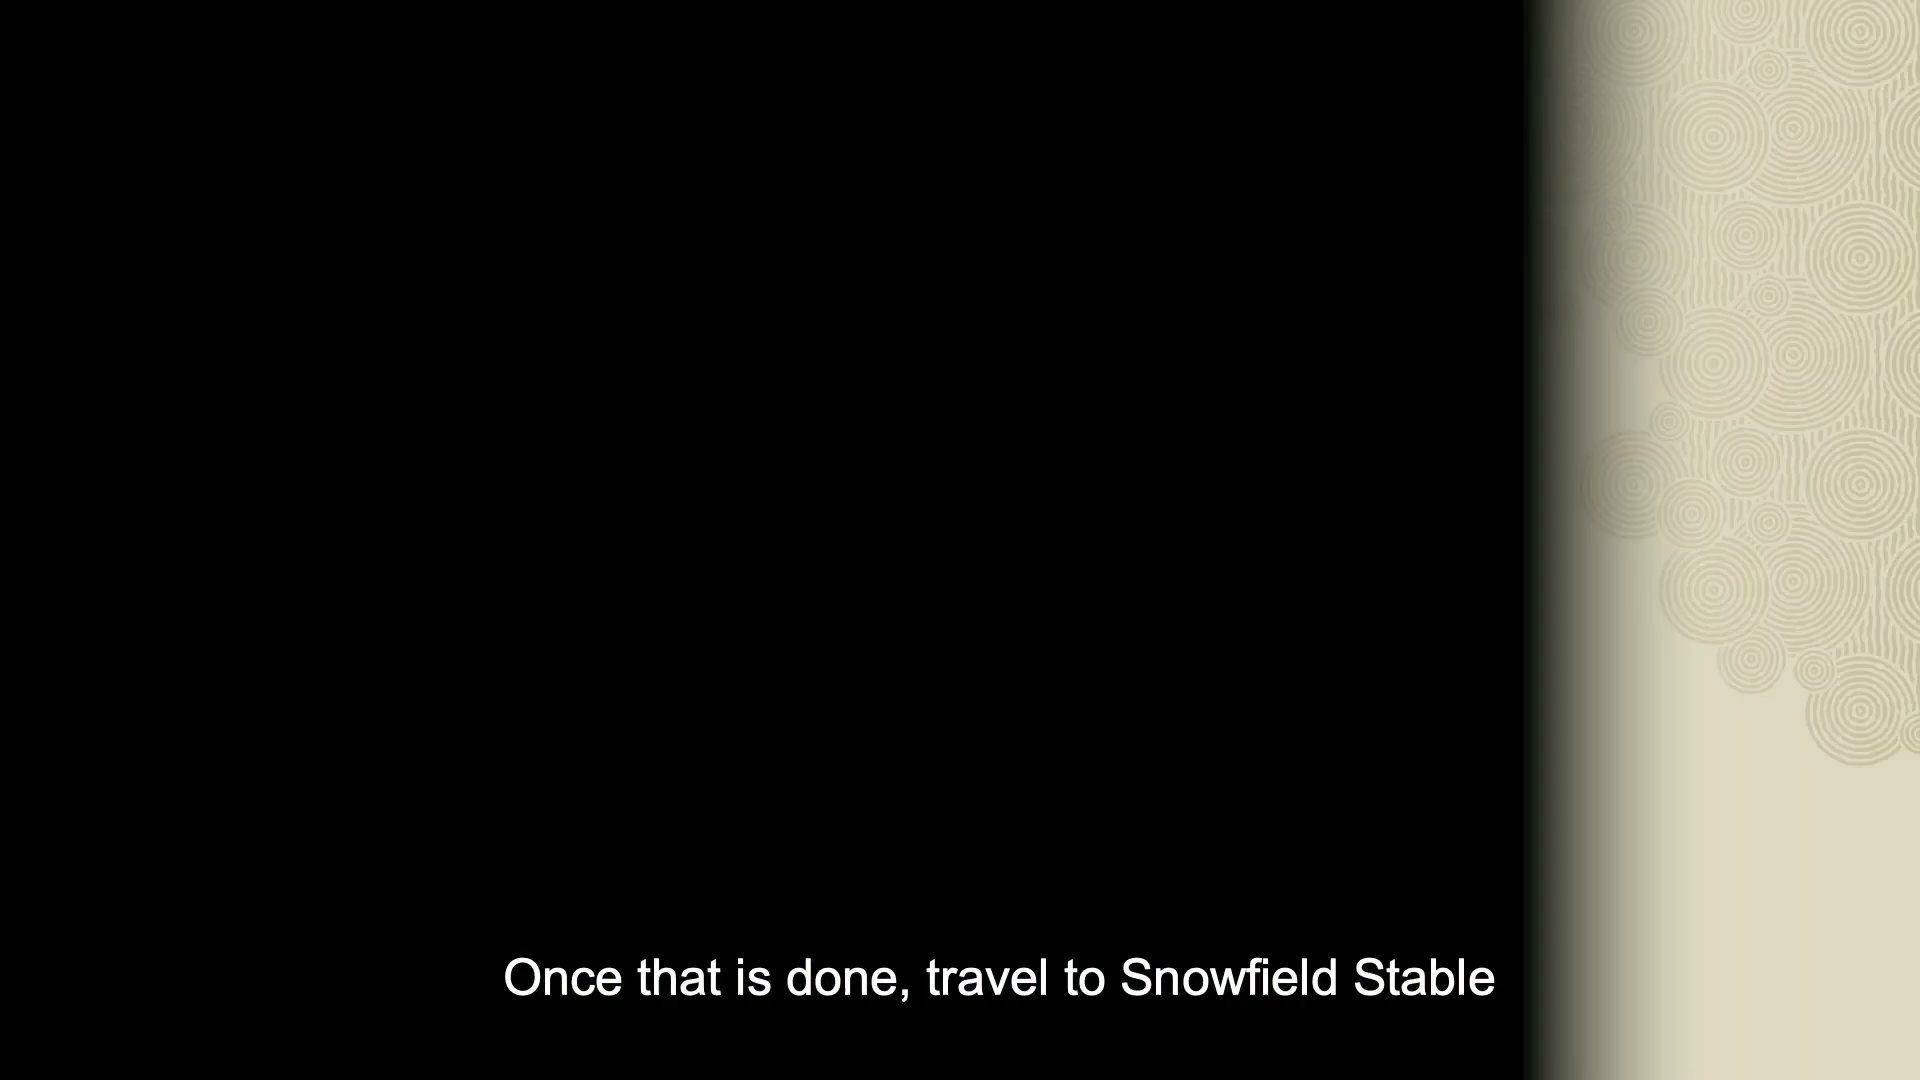 Once that is done, travel to Snowfield Stable